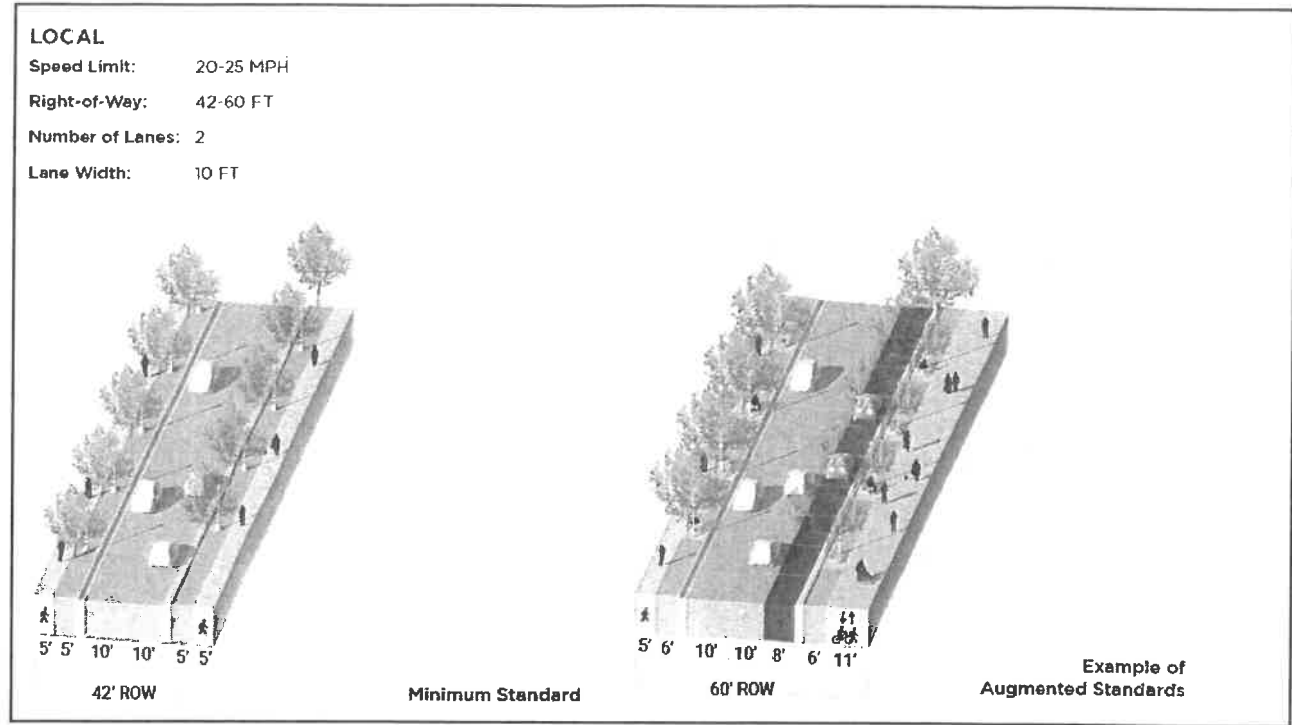 LOCAL
Speed Limit: 20-25 MPH
Right-of-Way: 42-60 FT
Number of Lanes: 2
Lane Width: 10 FT
5' 5' 10' 10' 5' 5'
5' 6' 10' 10' 8' 6' 11'
42' ROW
Minimum Standard
60' ROW
Example of
Augmented Standards